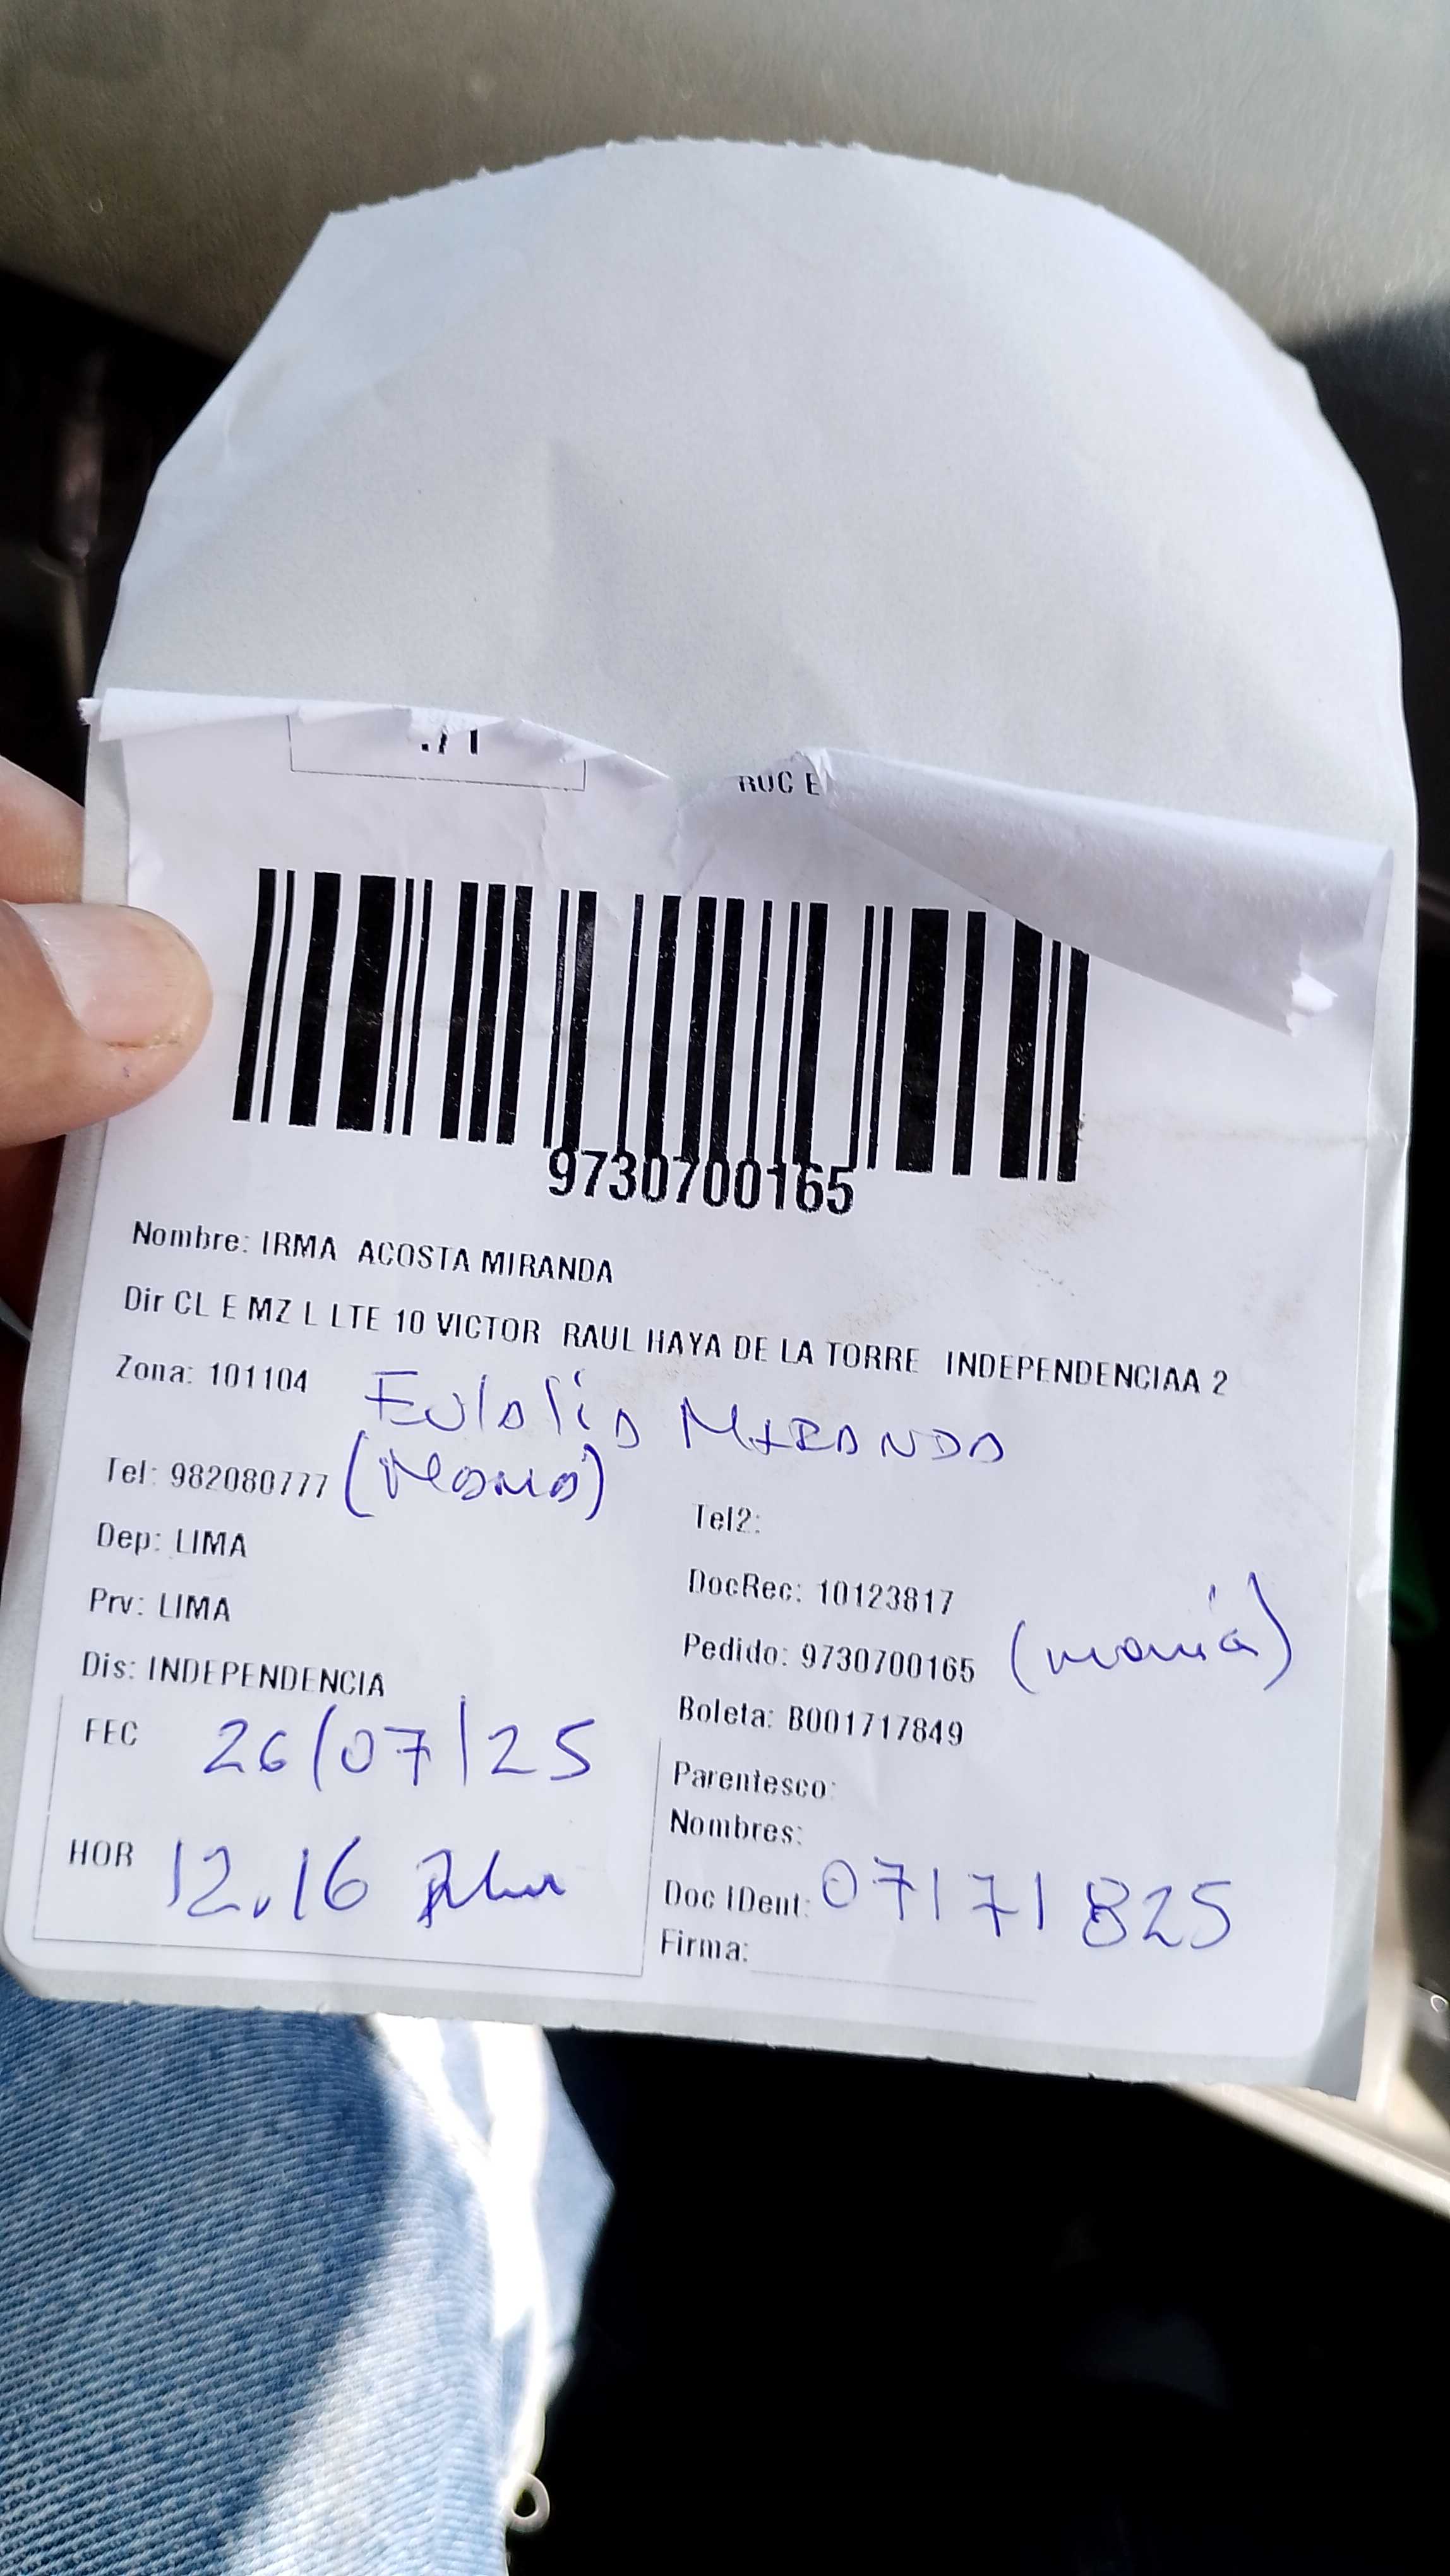 RUC E
9730700165
Nombre: IRMA ACOSTA MIRANDA
Dir CL E MZ L LTE 10 VICTOR RAUL HAYA DE LA TORRE INDEPENDENCIAA 2
Zona: 101104
Eulalia MIRANDA
Tel: 982080777 (Mamá)
Tel2:
Dep: LIMA
DocRec: 10123817
Prv: LIMA
Pedido: 9730700165 (mamá)
Dis: INDEPENDENCIA
Boleta: B001717849
FEC 26/07/25
Parentesco:
Nombres:
HOR 12.16
Doc IDent: 07171825
Firma: